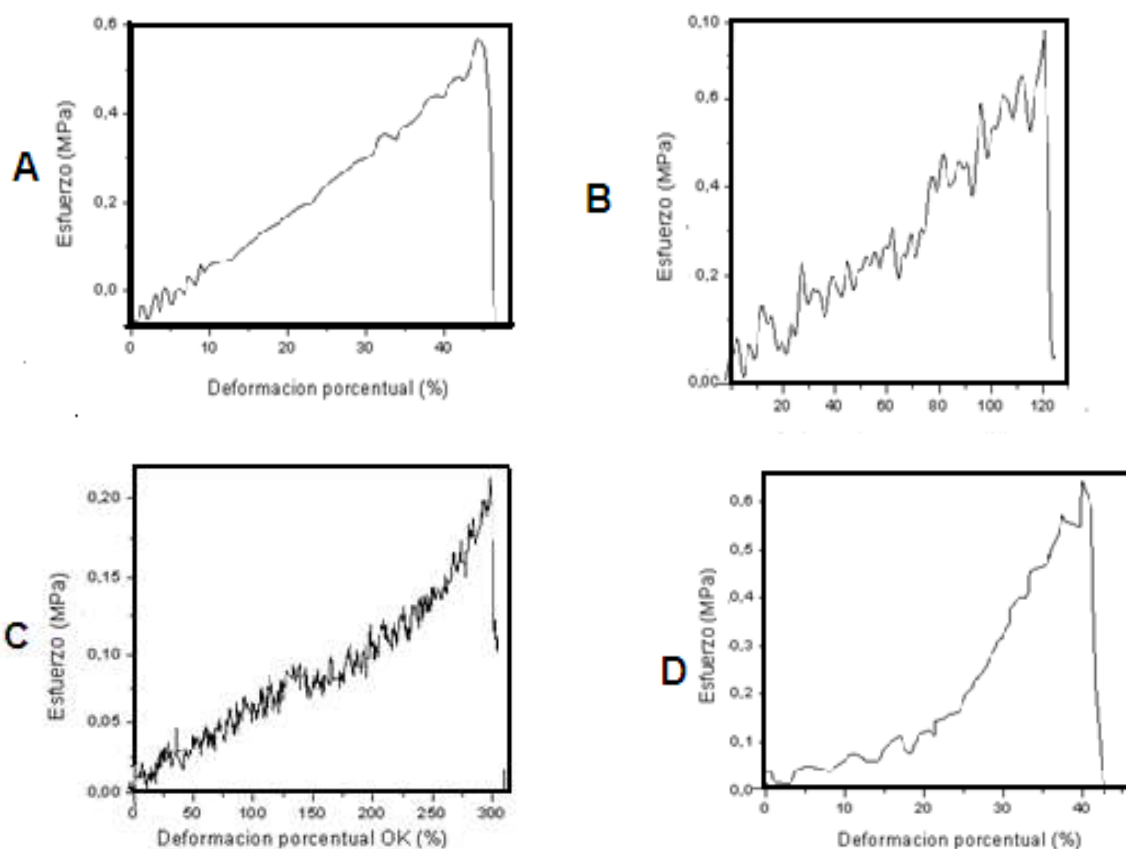 A
Esfuerzo (MPa)
0,6
0,4
0,2
0,0
0 10 20 30 40
Deformacion porcentual (%)
B
Esfuerzo (MPa)
0,10
0,6
0,4
0,2
0,00
20 40 60 80 100 120
C
Esfuerzo (MPa)
0,20
0,15
0,10
0,05
0,00
0 50 100 150 200 250 300
Deformacion porcentual OK (%)
D
Esfuerzo (MPa)
0,6
0,5
0,4
0,3
0,2
0,1
0,0
0 10 20 30 40
Deformacion porcentual (%)